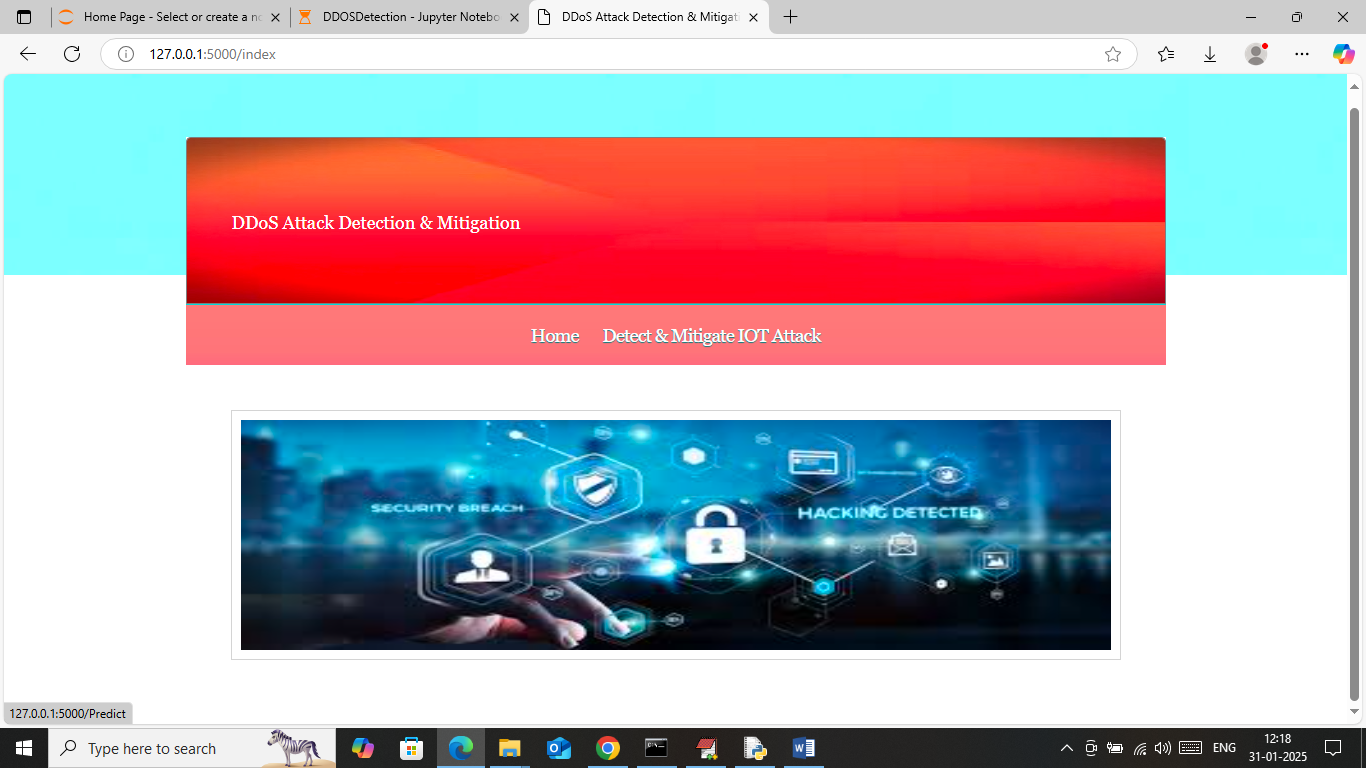 Home Page - Select or create a no
DDOSDetection - Jupyter Notebo
DDoS Attack Detection & Mitigat
127.0.0.1:5000/index
DDoS Attack Detection & Mitigation
Home Detect & Mitigate IOT Attack
SECURITY BREACH
HACKING DETECTED
127.0.0.1:5000/Predict
Type here to search
ENG
12:18
31-01-2025